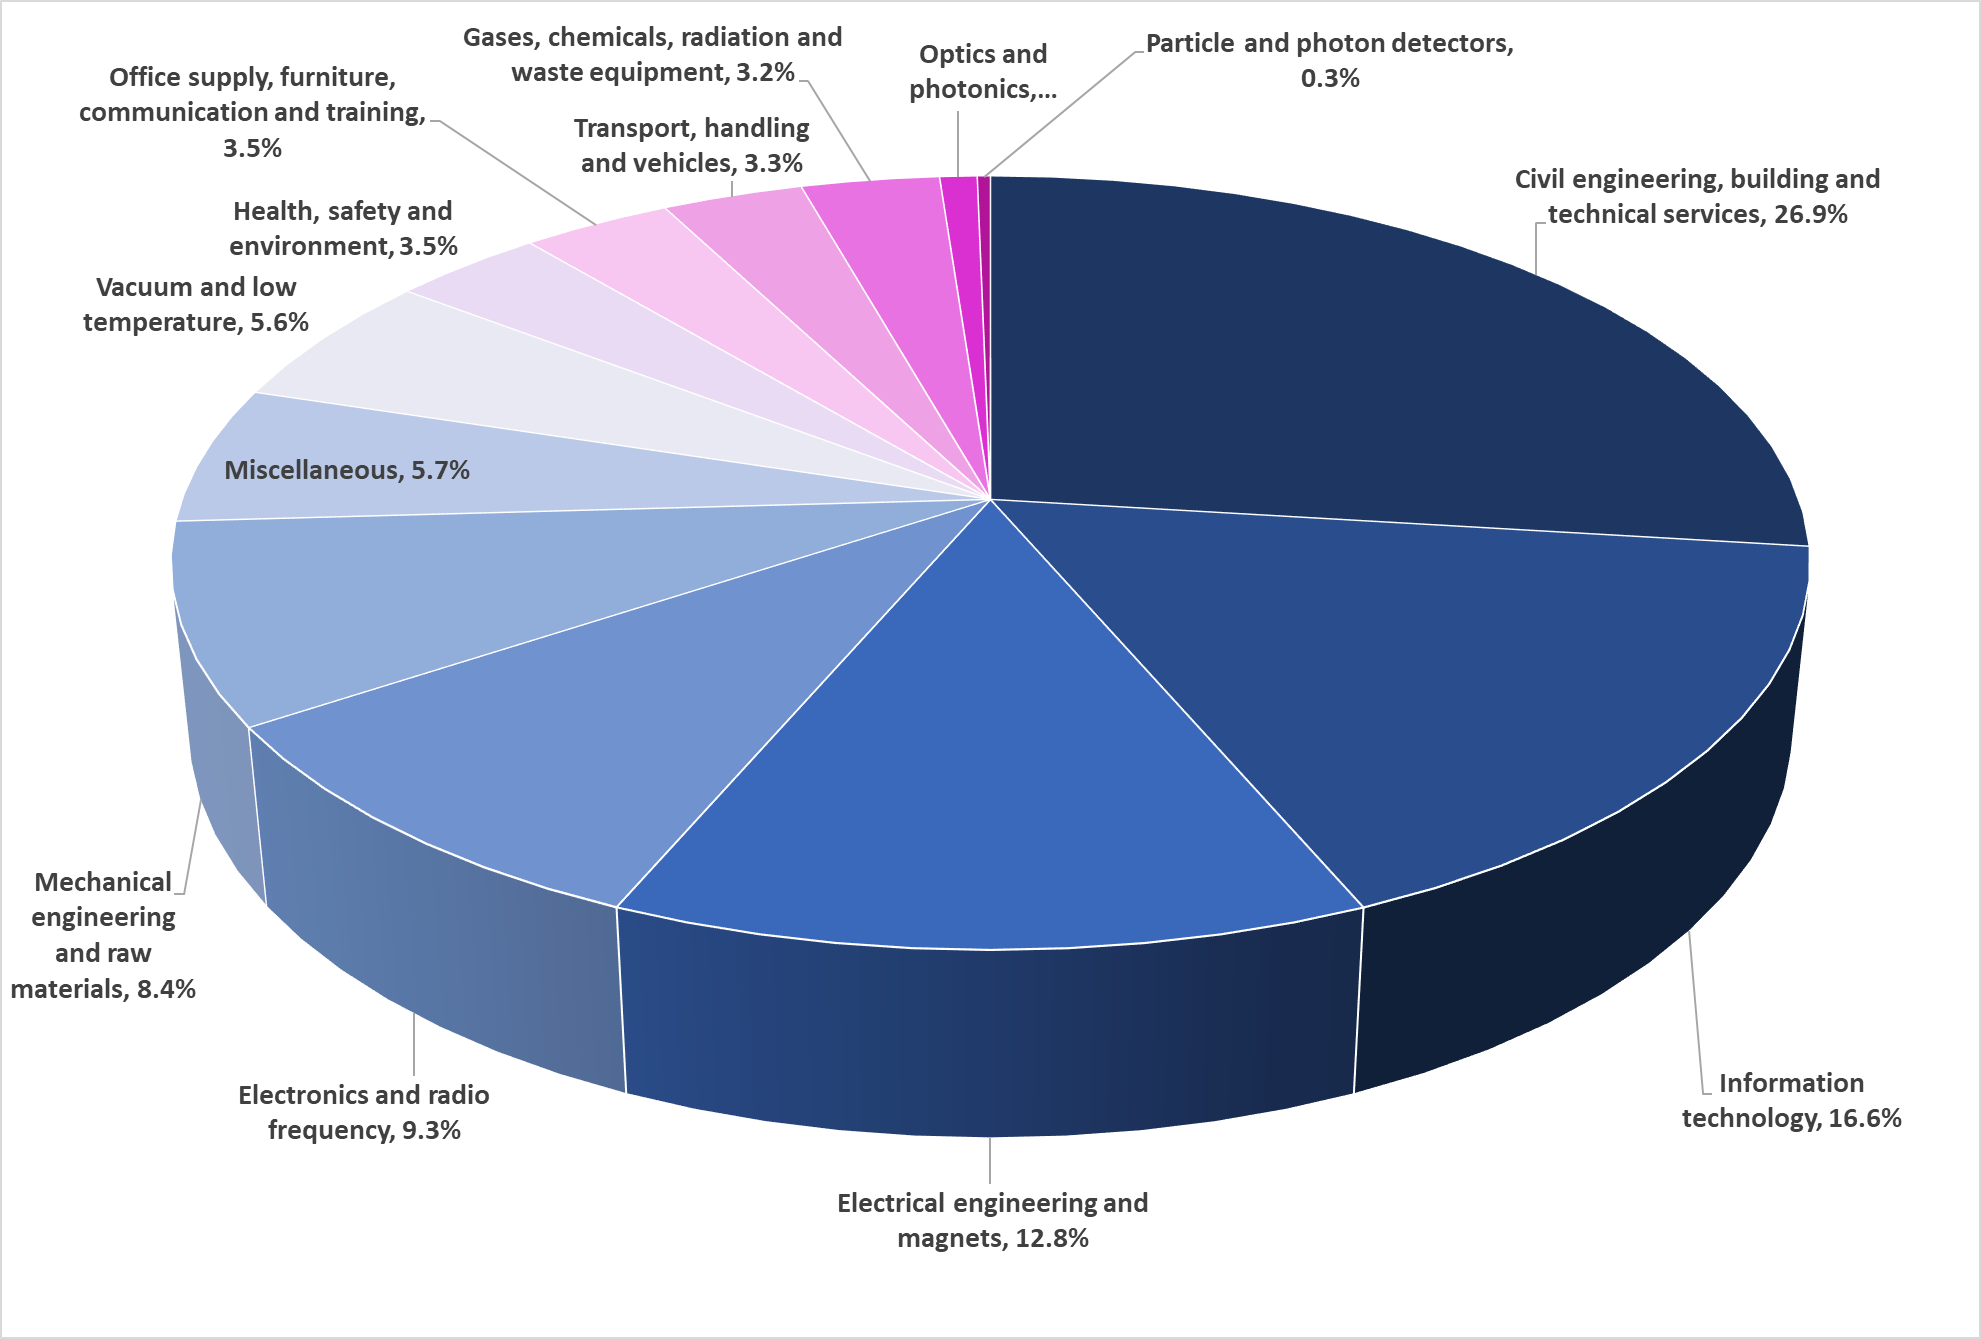 Gases, chemicals, radiation and
waste equipment, 3.2%
Optics and
photonics,...
Particle and photon detectors,
0.3%
Office supply, furniture,
communication and training,
3.5%
Transport, handling
and vehicles, 3.3%
Civil engineering, building and
technical services, 26.9%
Health, safety and
environment, 3.5%
Vacuum and low
temperature, 5.6%
Miscellaneous, 5.7%
Mechanical
engineering
and raw
materials, 8.4%
Electronics and radio
frequency, 9.3%
Information
technology, 16.6%
Electrical engineering and
magnets, 12.8%